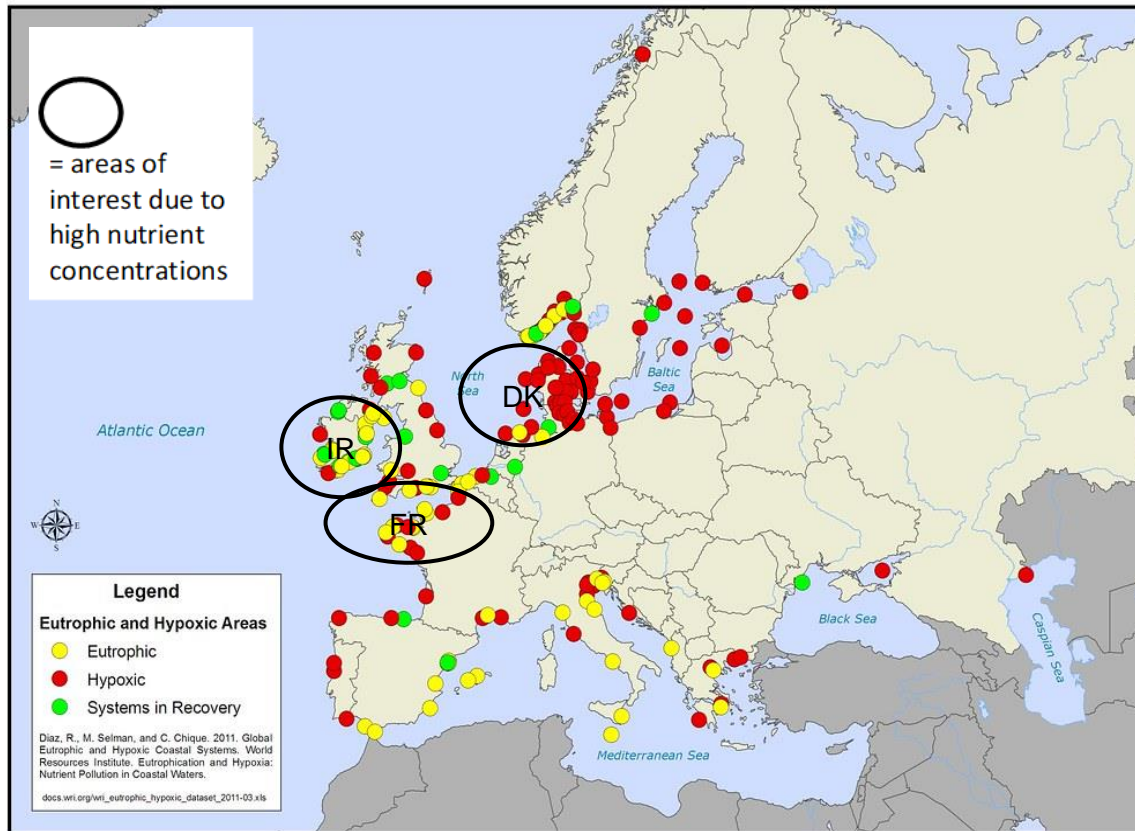 = areas of
interest due to
high nutrient
concentrations
North
Sea
DK
Baltic
Sea
Atlantic Ocean
IR
FR
N
W
E
S
Legend
Eutrophic and Hypoxic Areas
Eutrophic
Hypoxic
Systems in Recovery
Diaz, R., M. Selman, and C. Chique. 2011. Global
Eutrophic and Hypoxic Coastal Systems. World
Resources Institute. Eutrophication and Hypoxia:
Nutrient Pollution in Coastal Waters.
docs.wri.org/wri_eutrophic_hypoxic_dataset_2011-03.xls
Black Sea
Caspian Sea
Mediterranean Sea